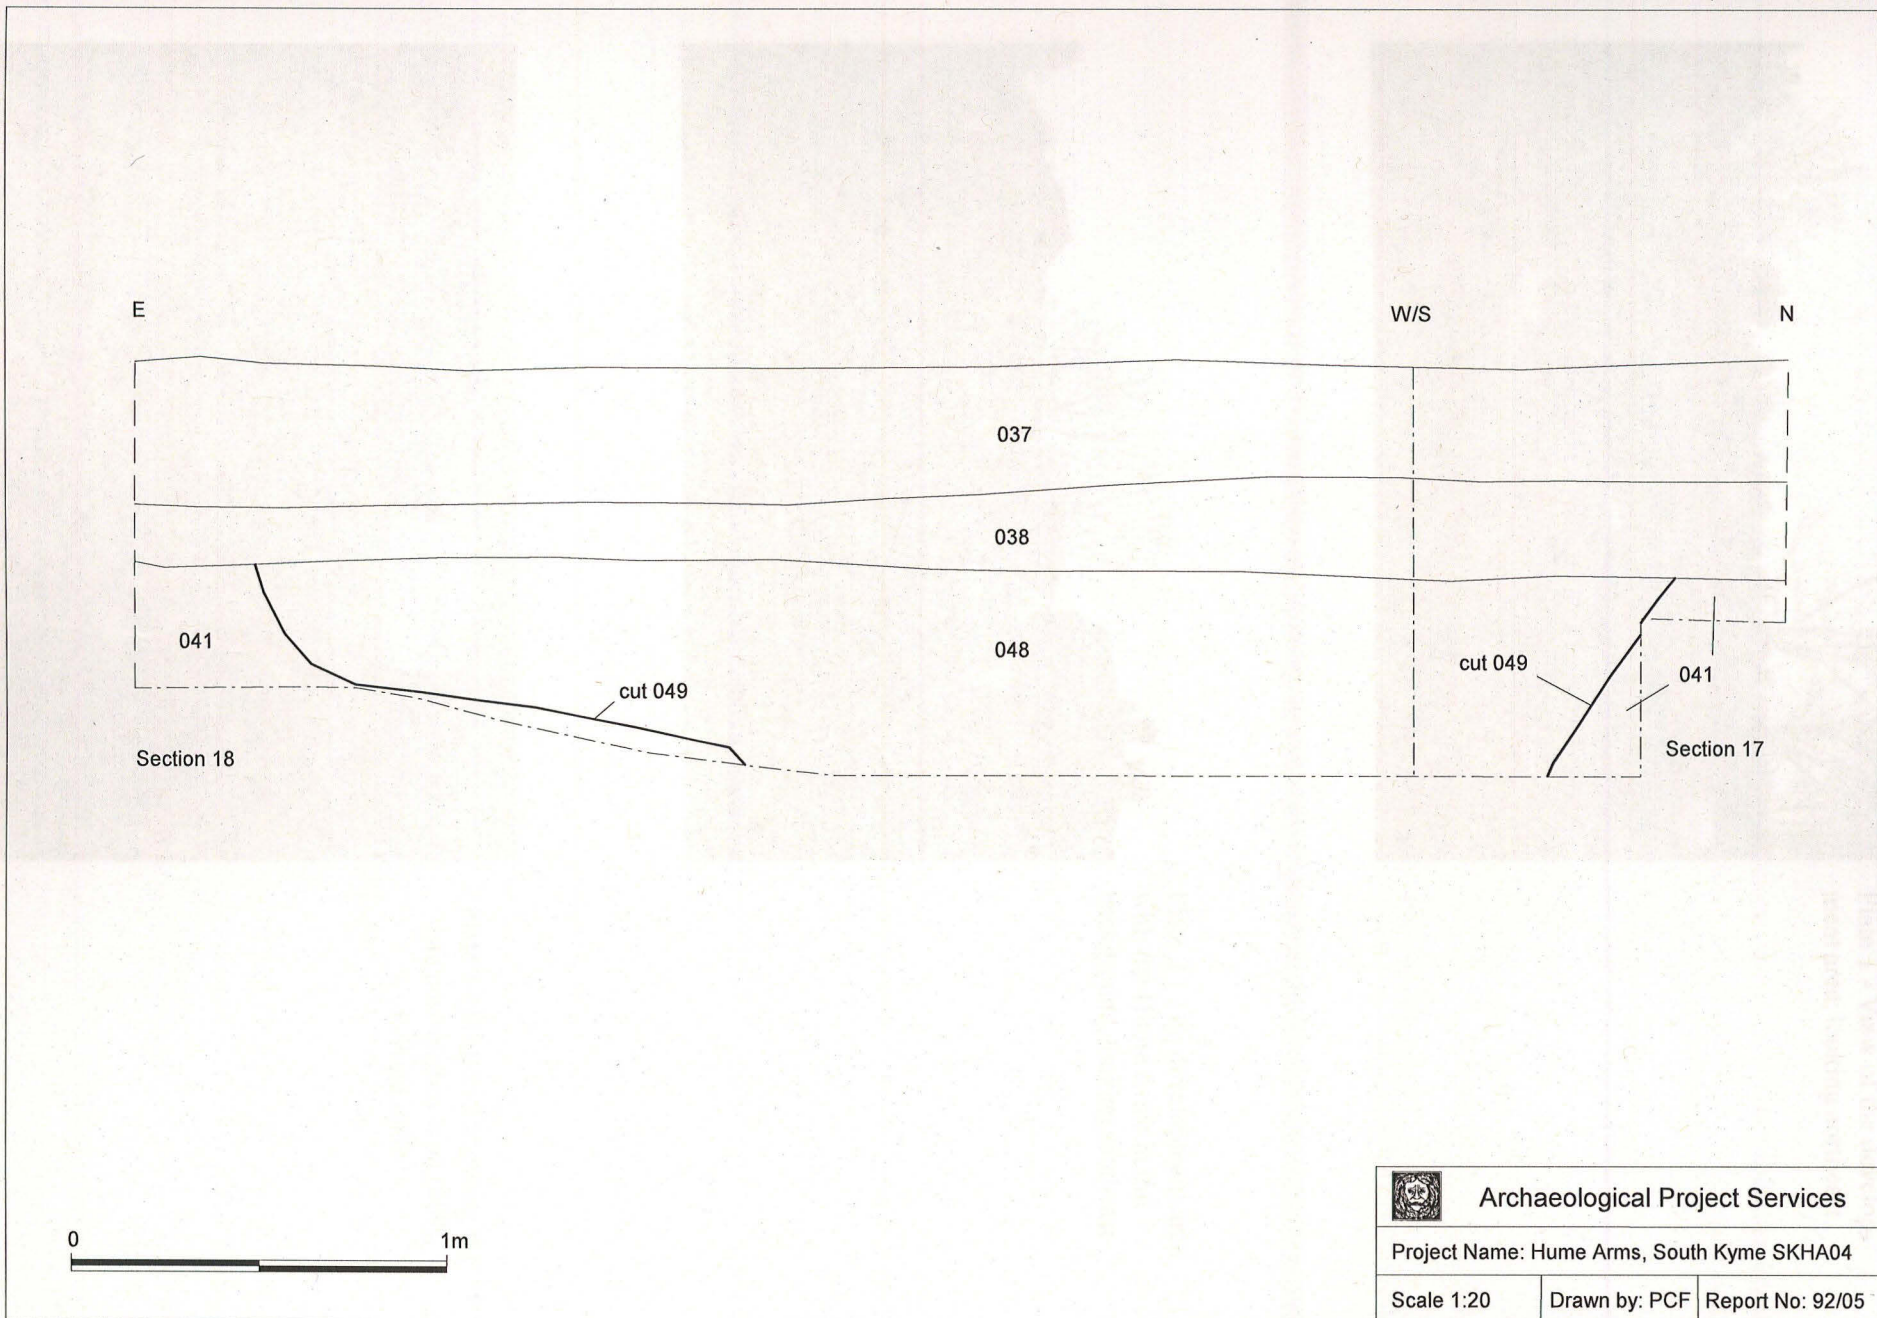 E
W/S
N
037
038
041
048
cut 049
cut 049
041
Section 18
Section 17
0 1m
Archaeological Project Services
Project Name: Hume Arms, South Kyme SKHA04
Scale 1:20
Drawn by: PCF
Report No: 92/05